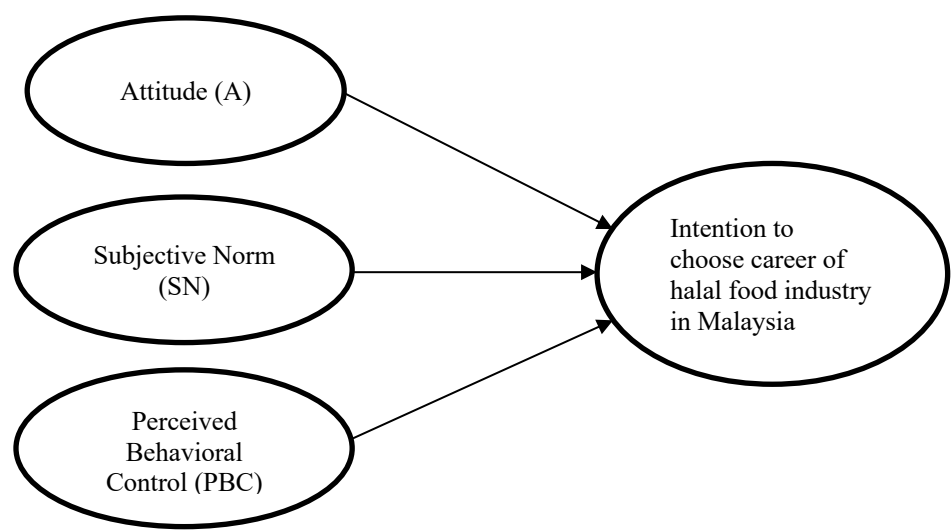 Attitude (A)
Subjective Norm
(SN)
Perceived
Behavioral
Control (PBC)
Intention to
choose career of
halal food industry
in Malaysia